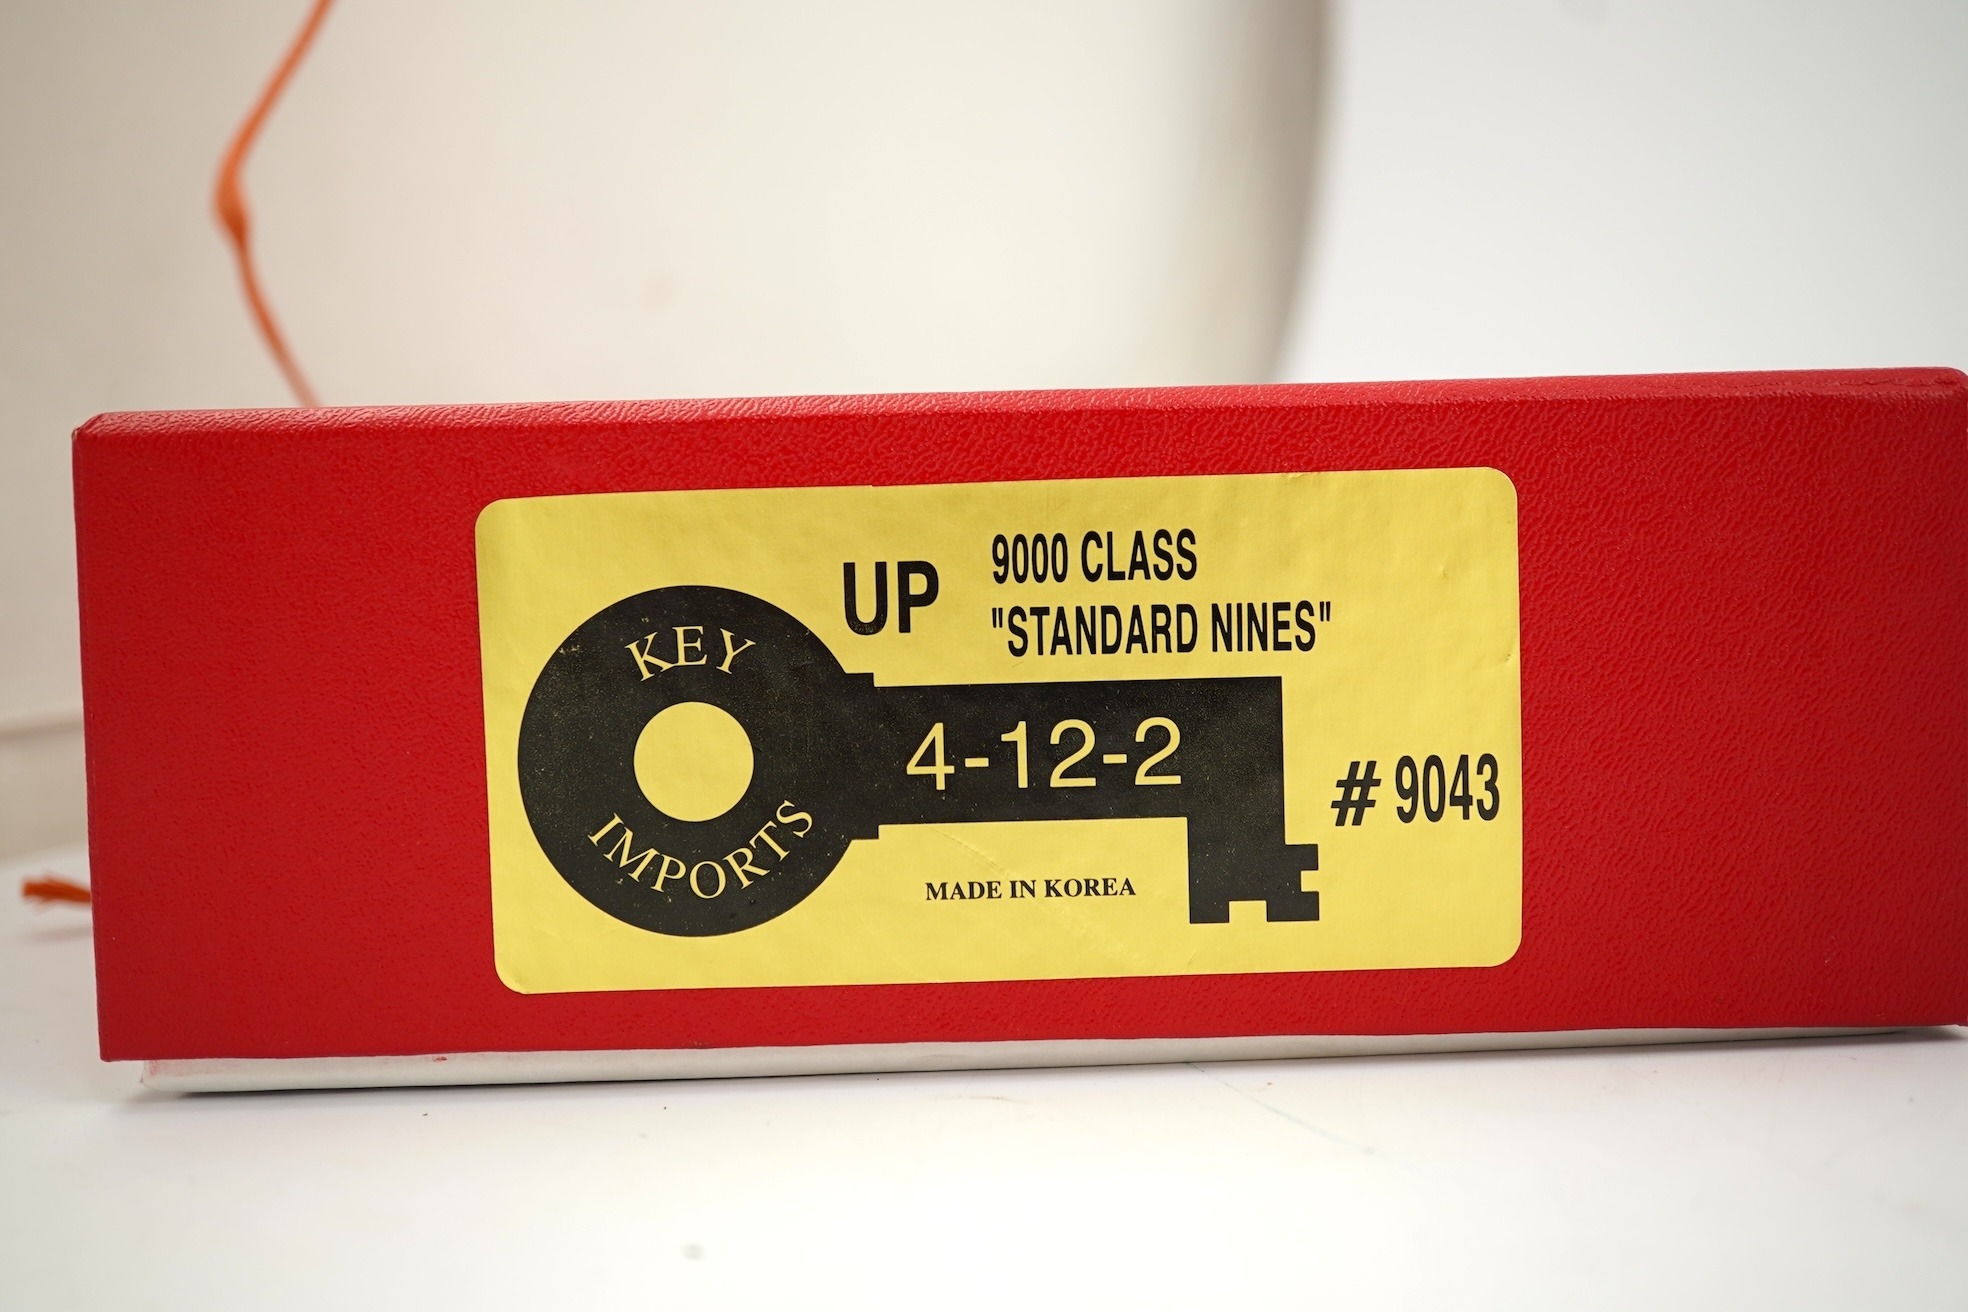 UP
9000 CLASS
"STANDARD NINES"
KEY
IMPORTS
4-12-2
# 9043
MADE IN KOREA